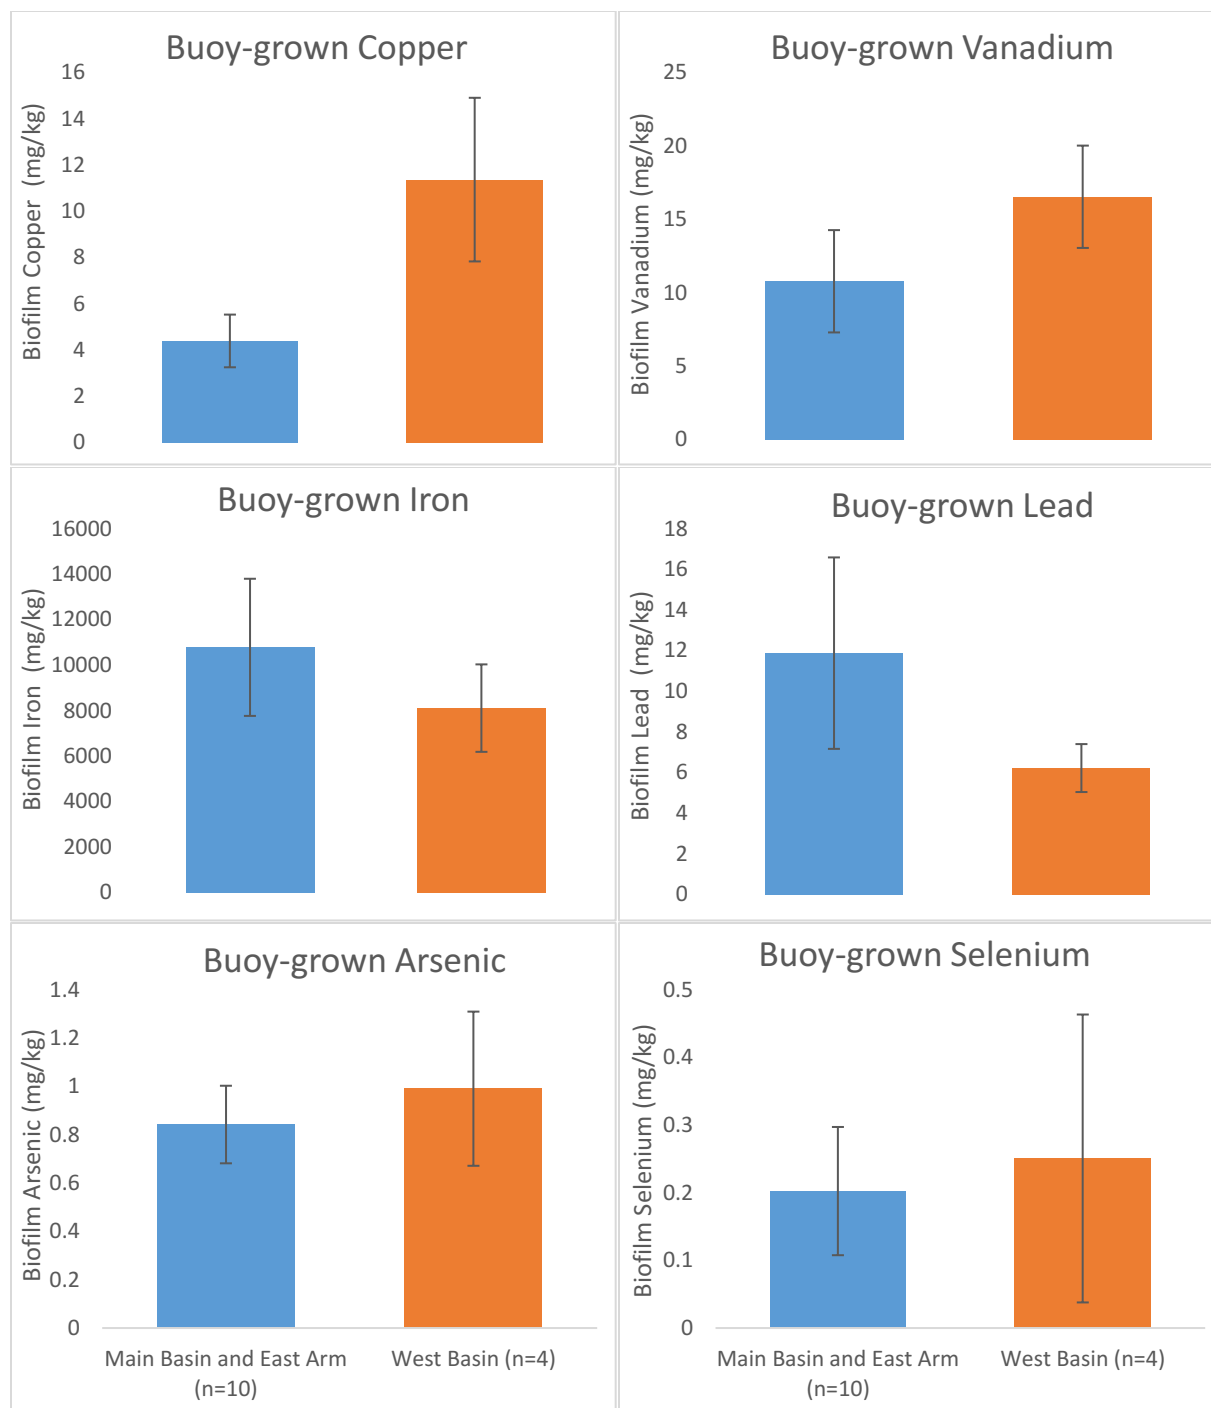 Buoy-grown Copper
Biofilm Copper (mg/kg)
16
14
12
10
8
6
4
2
0
Buoy-grown Vanadium
Biofilm Vanadium (mg/kg)
25
20
15
10
5
0
Buoy-grown Iron
Biofilm Iron (mg/kg)
16000
14000
12000
10000
8000
6000
4000
2000
0
Buoy-grown Lead
Biofilm Lead (mg/kg)
18
16
14
12
10
8
6
4
2
0
Buoy-grown Arsenic
Biofilm Arsenic (mg/kg)
1.4
1.2
1
0.8
0.6
0.4
0.2
0
Main Basin and East Arm
(n=10)
West Basin (n=4)
Buoy-grown Selenium
Biofilm Selenium (mg/kg)
0.5
0.4
0.3
0.2
0.1
0
Main Basin and East Arm
(n=10)
West Basin (n=4)